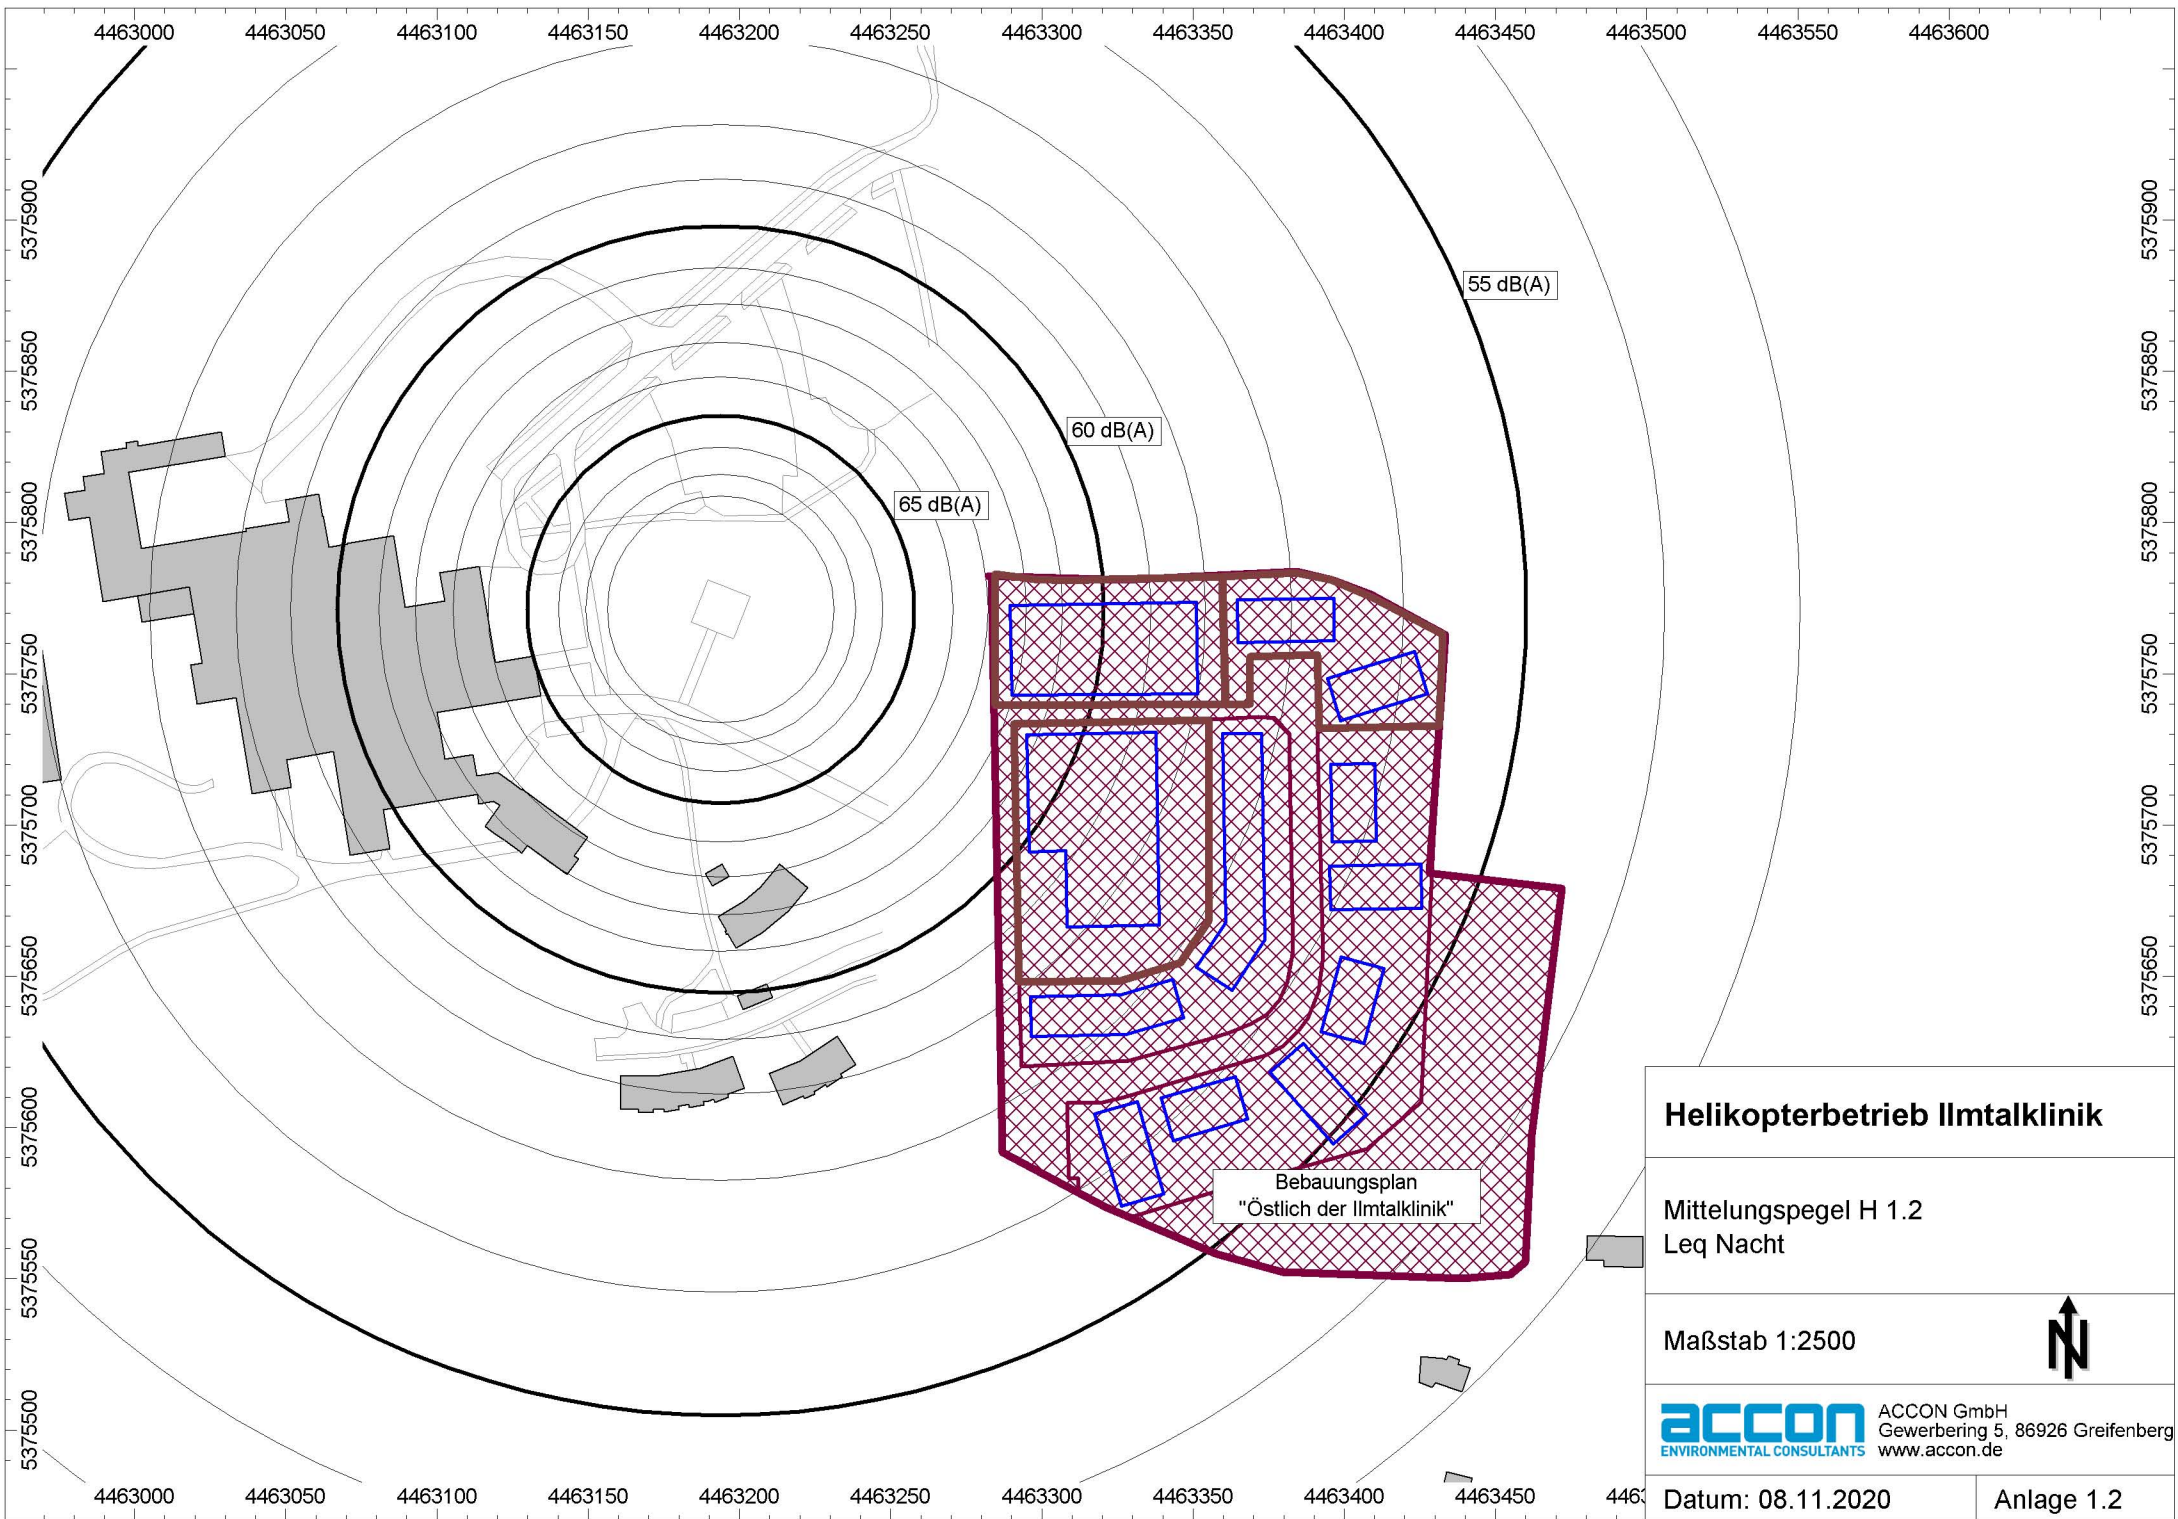 4463000 4463050 4463100 4463150 4463200 4463250 4463300 4463350 4463400 4463450 4463500 4463550 4463600
5375900
5375850
5375800
5375750
5375700
5375650
5375600
5375550
5375500
5375900
5375850
5375800
5375750
5375700
5375650
55 dB(A)
60 dB(A)
65 dB(A)
Bebauungsplan
"Östlich der Ilmtalklinik"
Helikopterbetrieb Ilmtalklinik
Mittelungspegel H 1.2
Leq Nacht
Maßstab 1:2500
N
accon
ENVIRONMENTAL CONSULTANTS
ACCON GmbH
Gewerbering 5, 86926 Greifenberg
www.accon.de
Datum: 08.11.2020
Anlage 1.2
4463000 4463050 4463100 4463150 4463200 4463250 4463300 4463350 4463400 4463450